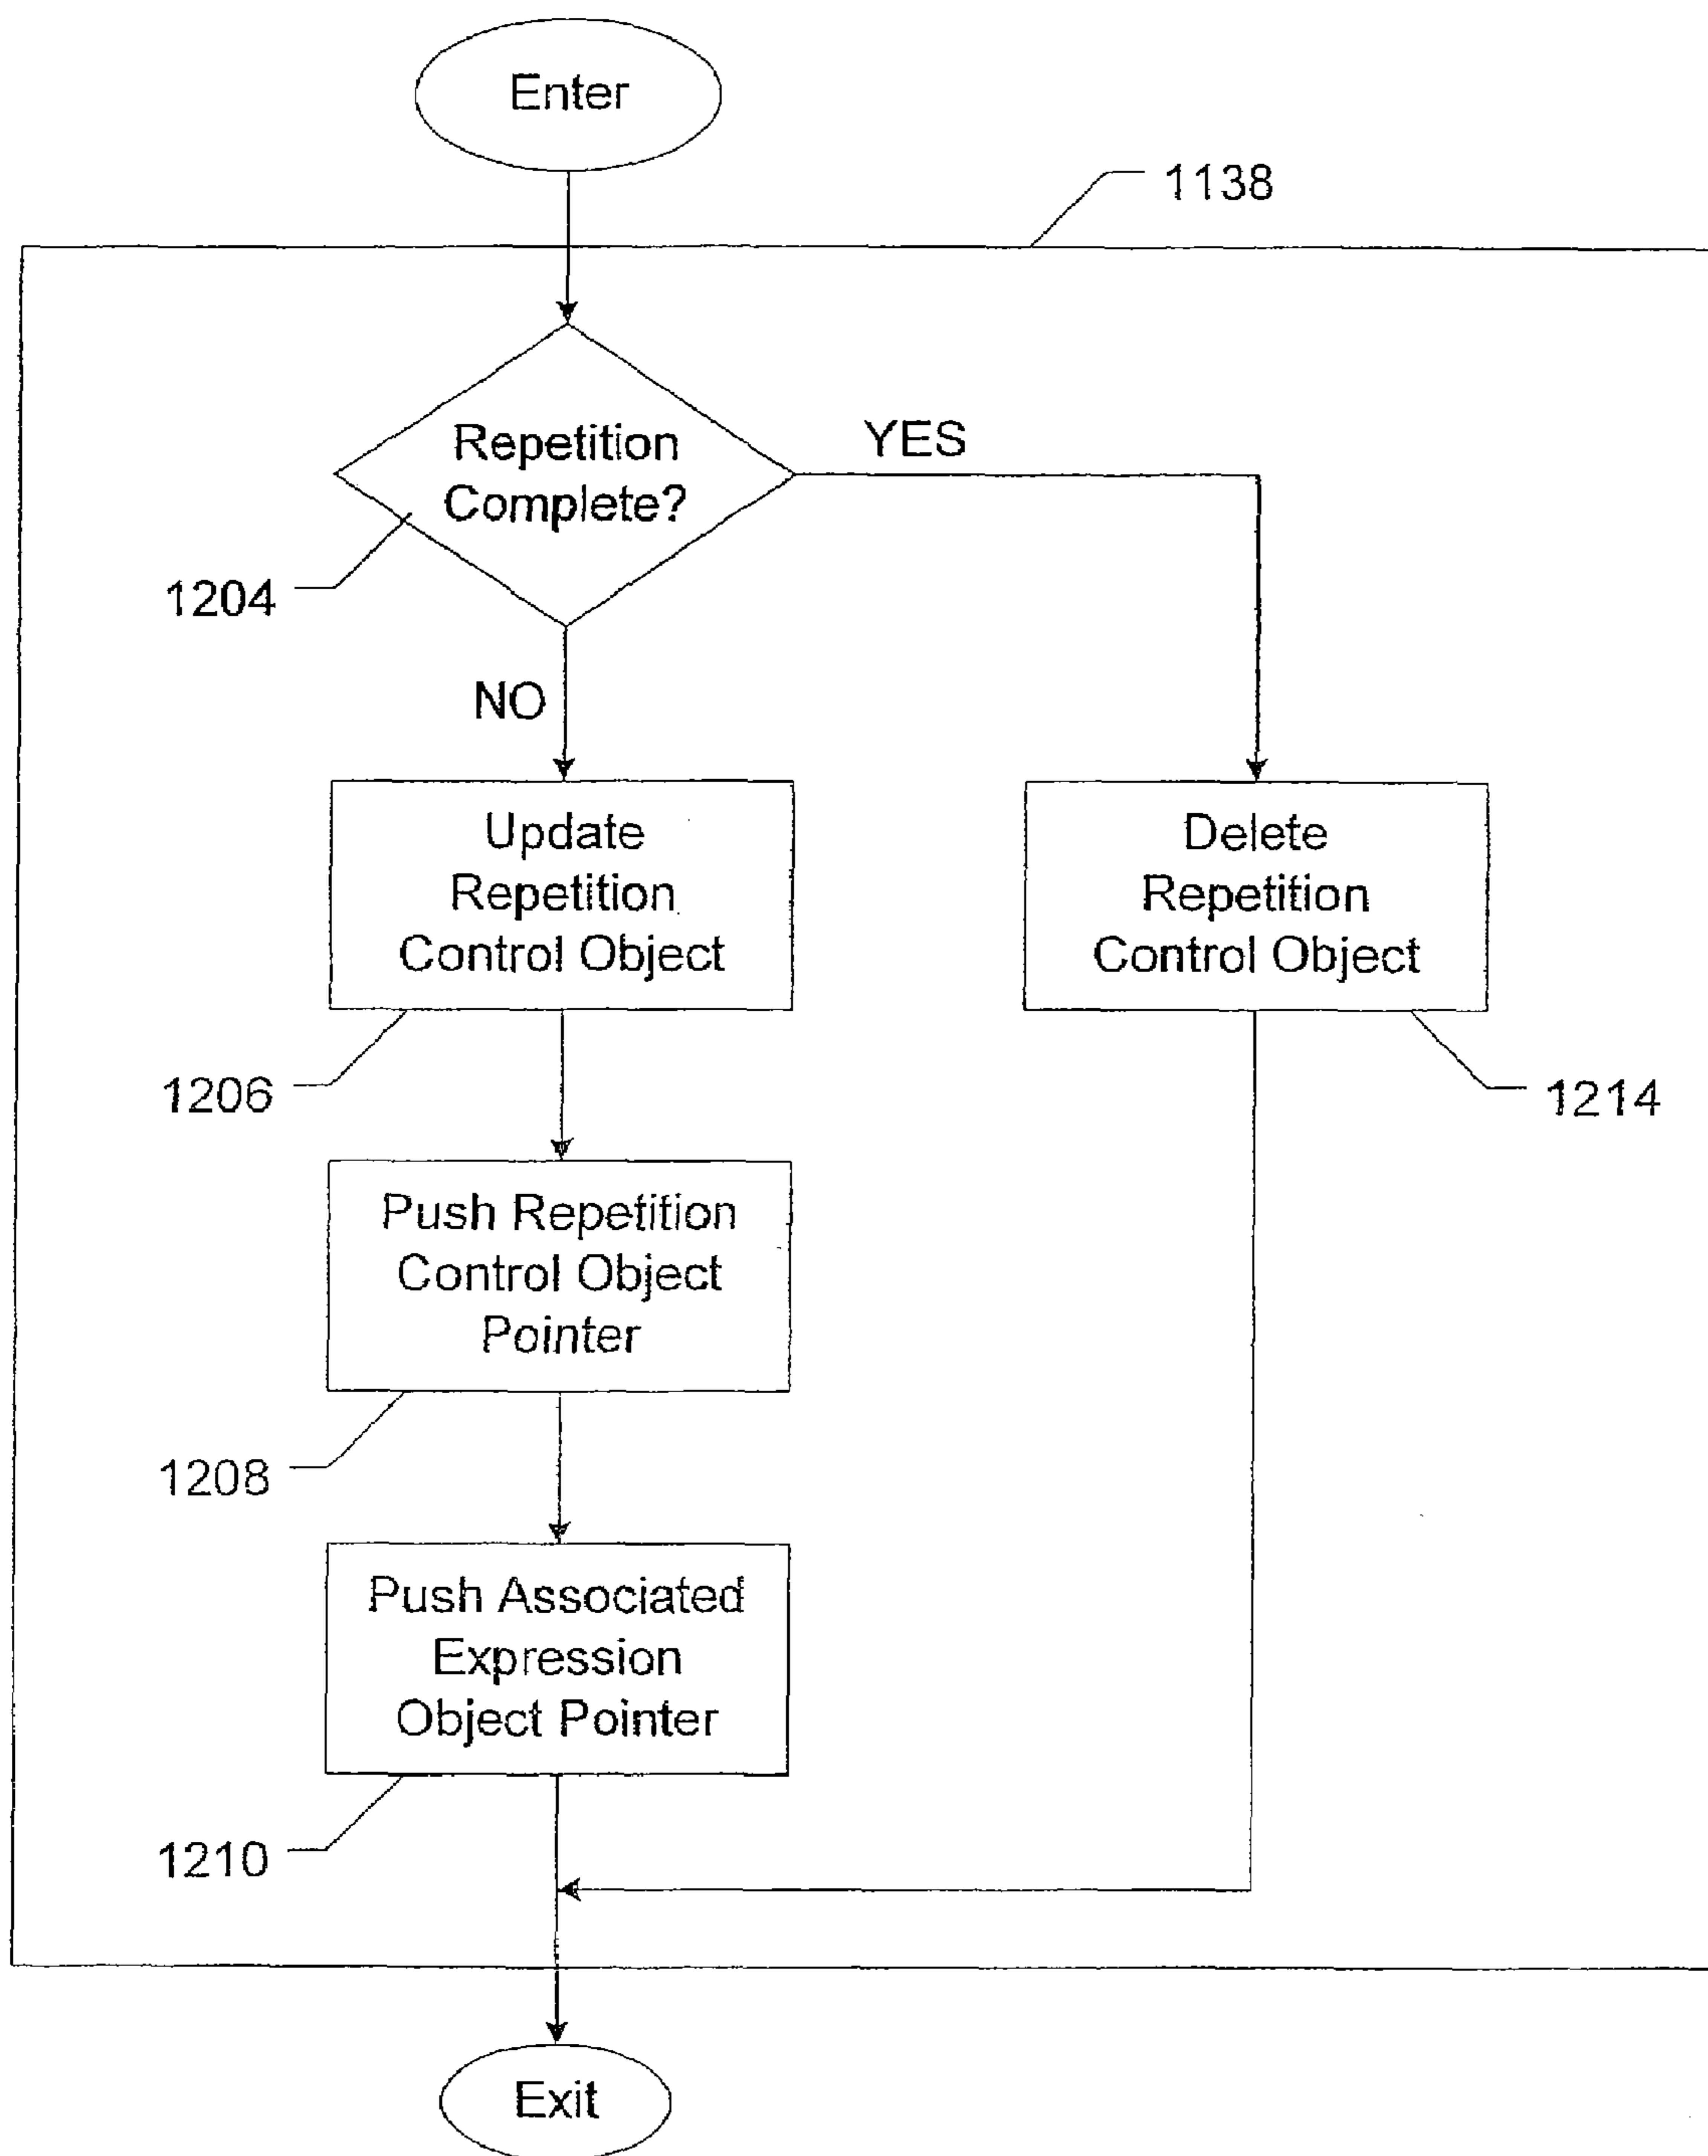 Enter
1138
Repetition
Complete?
YES
1204
NO
Update
Repetition
Control Object
Delete
Repetition
Control Object
1206
1214
Push Repetition
Control Object
Pointer
1208
Push Associated
Expression
Object Pointer
1210
Exit